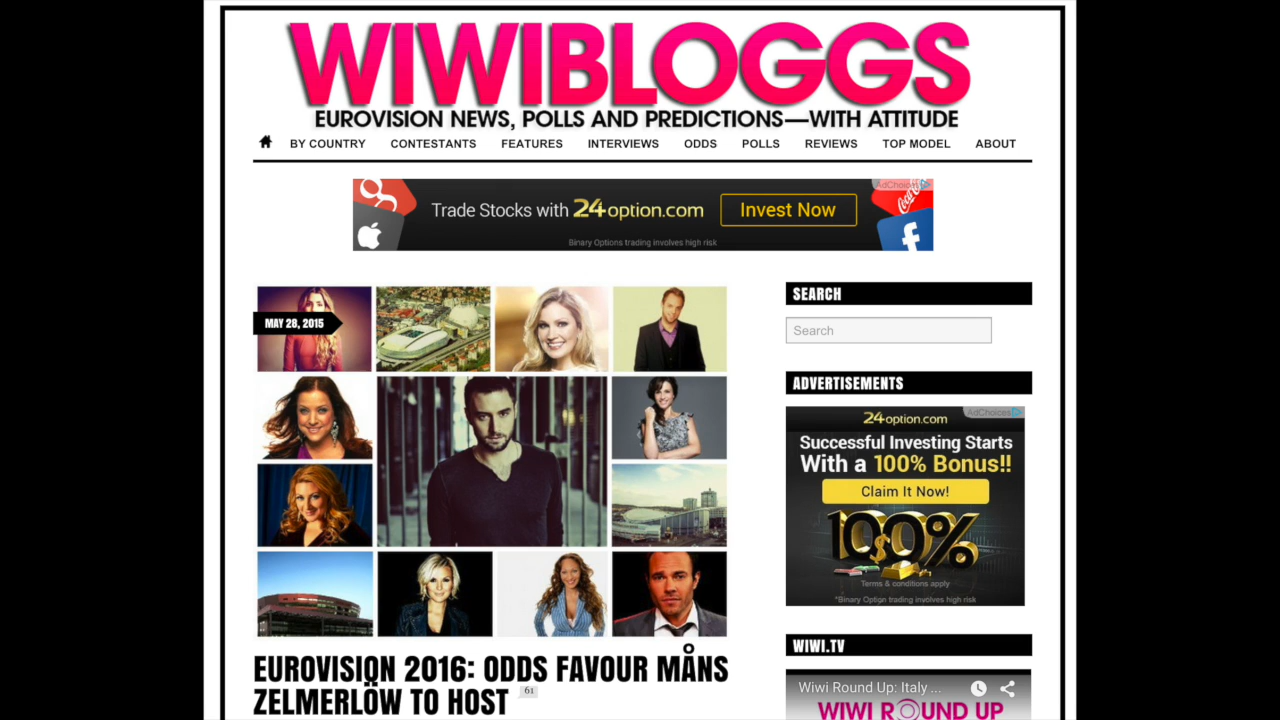 WIWIBLOGGS
EUROVISION NEWS, POLLS AND PREDICTIONS—WITH ATTITUDE
BY COUNTRY CONTESTANTS FEATURES INTERVIEWS ODDS POLLS REVIEWS TOP MODEL ABOUT
AdChoices
Trade Stocks with 24option.com Invest Now
Coca
Binary Options trading involves high risk
MAY 28, 2015
EUROVISION 2016: ODDS FAVOUR MÅNS
ZELMERLÖW TO HOST 61
SEARCH
Search
ADVERTISEMENTS
24option.com AdChoices
Successful Investing Starts
With a 100% Bonus!!
Claim It Now!
100%
Terms & conditions apply
*Binary Option trading involves high risk
WIWI.TV
Wiwi Round Up: Italy ...
WIWI ROUND UP